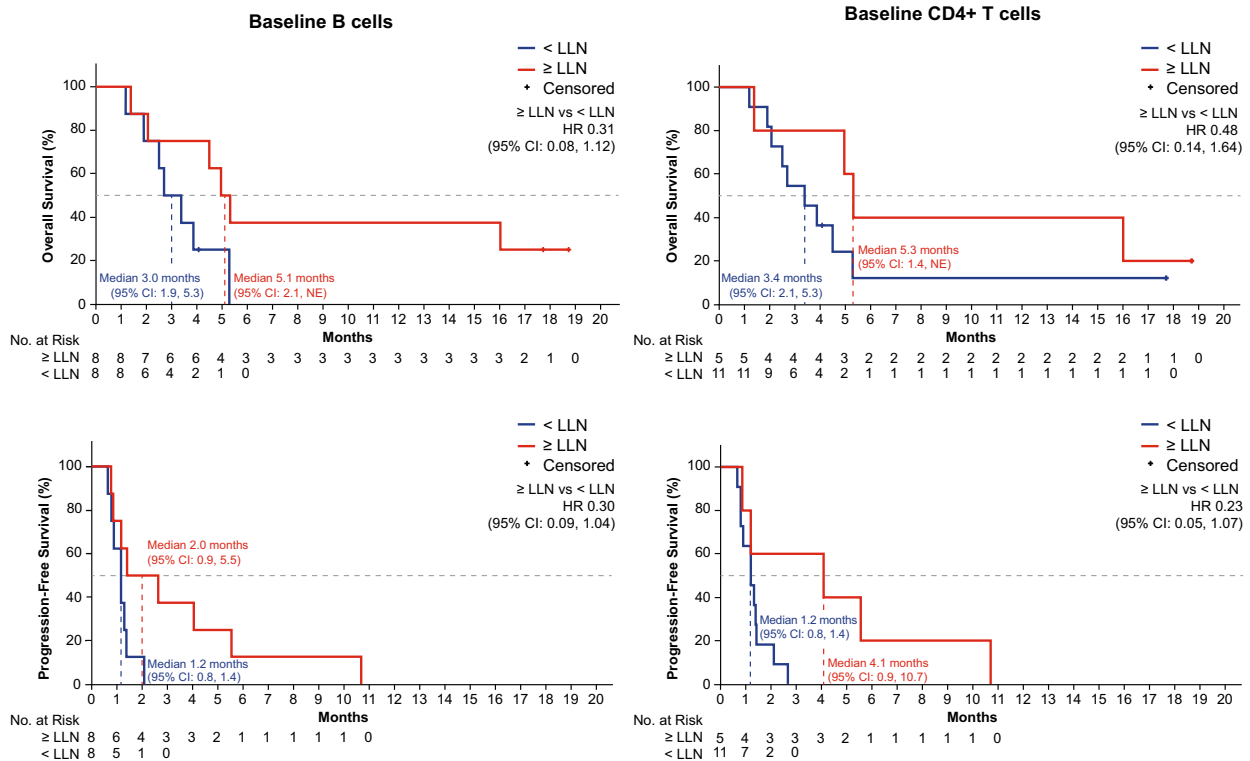 Baseline B cells
< LLN
≥ LLN
Censored
≥ LLN vs < LLN
HR 0.31
(95% CI: 0.08, 1.12)
Overall Survival (%)
100
80
60
40
20
0
Median 3.0 months
(95% CI: 1.9, 5.3)
Median 5.1 months
(95% CI: 2.1, NE)
0 1 2 3 4 5 6 7 8 9 10 11 12 13 14 15 16 17 18 19 20
Months
No. at Risk
≥ LLN 8 8 7 6 6 4 3 3 3 3 3 3 3 3 3 3 3 2 1 0
< LLN 8 8 6 4 2 1 0
Baseline CD4+ T cells
< LLN
≥ LLN
Censored
≥ LLN vs < LLN
HR 0.48
(95% CI: 0.14, 1.64)
Overall Survival (%)
100
80
60
40
20
0
Median 3.4 months
(95% CI: 2.1, 5.3)
Median 5.3 months
(95% CI: 1.4, NE)
0 1 2 3 4 5 6 7 8 9 10 11 12 13 14 15 16 17 18 19 20
Months
No. at Risk
≥ LLN 5 5 4 4 4 3 2 2 2 2 2 2 2 2 2 2 2 1 1 0
< LLN 11 11 9 6 4 2 1 1 1 1 1 1 1 1 1 1 1 1 0
< LLN
≥ LLN
Censored
≥ LLN vs < LLN
HR 0.30
(95% CI: 0.09, 1.04)
Progression-Free Survival (%)
100
80
60
40
20
0
Median 2.0 months
(95% CI: 0.9, 5.5)
Median 1.2 months
(95% CI: 0.8, 1.4)
0 1 2 3 4 5 6 7 8 9 10 11 12 13 14 15 16 17 18 19 20
Months
No. at Risk
≥ LLN 8 6 4 3 3 2 1 1 1 1 1 0
< LLN 8 5 1 0
< LLN
≥ LLN
Censored
≥ LLN vs < LLN
HR 0.23
(95% CI: 0.05, 1.07)
Progression-Free Survival (%)
100
80
60
40
20
0
Median 1.2 months
(95% CI: 0.8, 1.4)
Median 4.1 months
(95% CI: 0.9, 10.7)
0 1 2 3 4 5 6 7 8 9 10 11 12 13 14 15 16 17 18 19 20
Months
No. at Risk
≥ LLN 5 4 3 3 3 2 1 1 1 1 1 0
< LLN 11 7 2 0